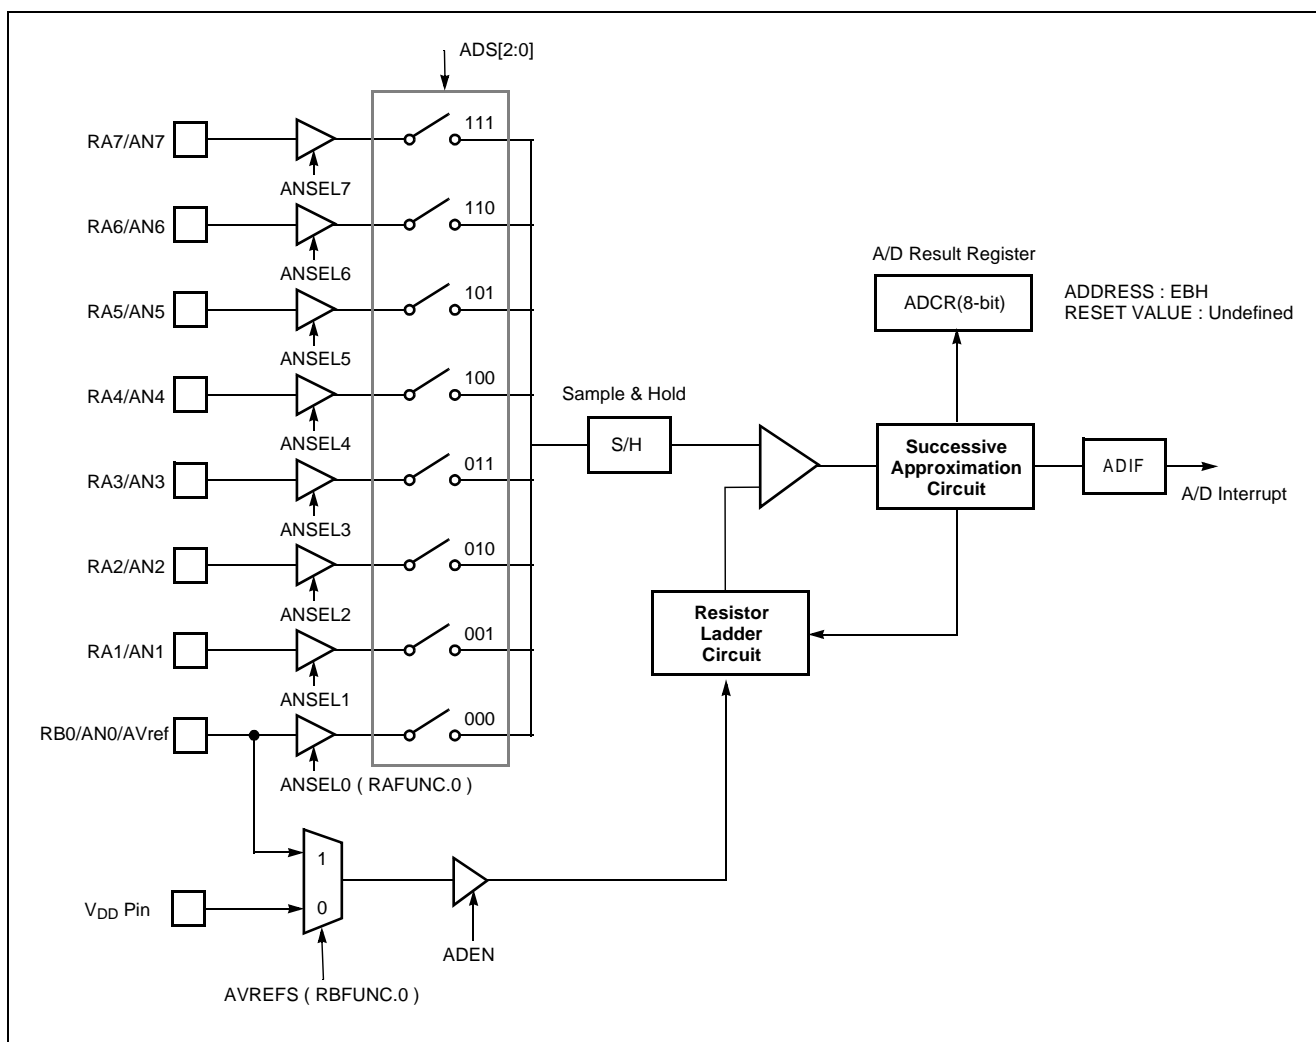 ADS[2:0]
RA7/AN7
111
ANSEL7
RA6/AN6
110
ANSEL6
RA5/AN5
101
ANSEL5
RA4/AN4
100
ANSEL4
RA3/AN3
011
ANSEL3
RA2/AN2
010
ANSEL2
RA1/AN1
001
ANSEL1
RB0/AN0/AVref
000
ANSEL0 ( RAFUNC.0 )
Sample & Hold
S/H
A/D Result Register
ADCR(8-bit)
ADDRESS : EBH
RESET VALUE : Undefined
Successive
Approximation
Circuit
ADIF
A/D Interrupt
Resistor
Ladder
Circuit
1
0
VDD Pin
ADEN
AVREFS ( RBFUNC.0 )